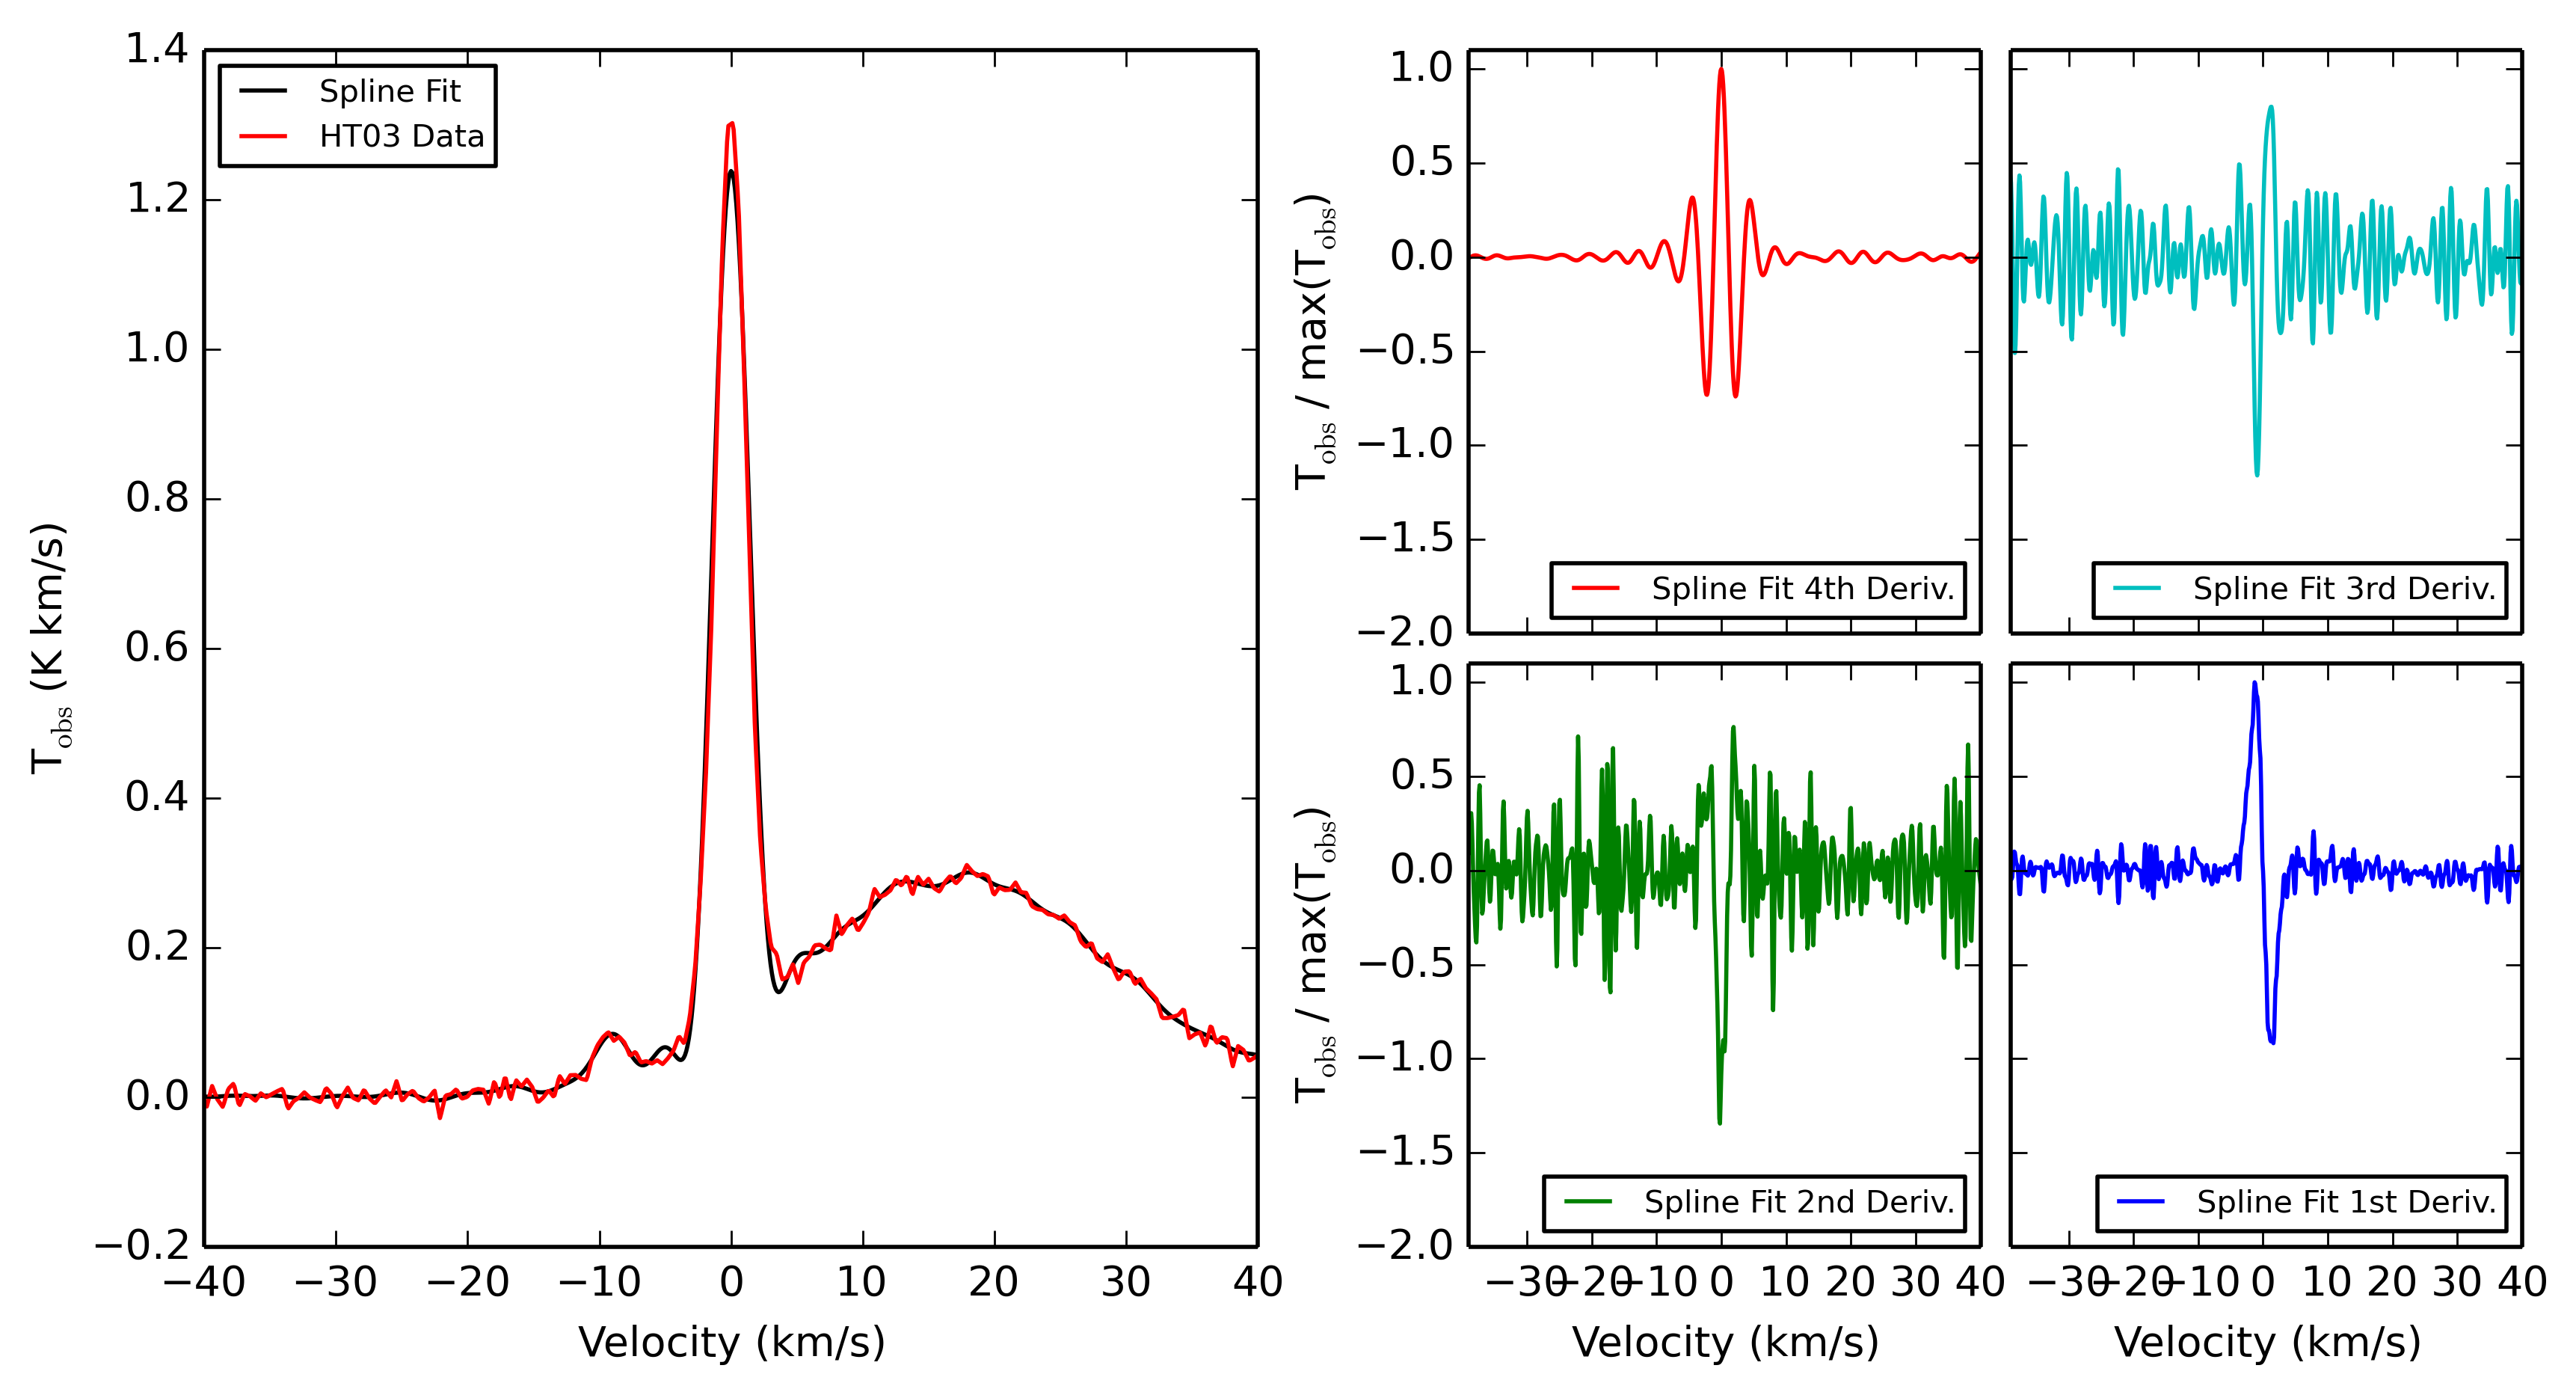 1.4
1.2
1.0
0.8
0.6
0.4
0.2
0.0
−0.2
T_obs (K km/s)
Spline Fit
HT03 Data
−40 −30 −20 −10 0 10 20 30 40
Velocity (km/s)
1.0
0.5
0.0
−0.5
−1.0
−1.5
−2.0
T_obs / max(T_obs)
Spline Fit 4th Deriv.
Spline Fit 3rd Deriv.
1.0
0.5
0.0
−0.5
−1.0
−1.5
−2.0
T_obs / max(T_obs)
Spline Fit 2nd Deriv.
−30 −20 −10 0 10 20 30 40
Velocity (km/s)
Spline Fit 1st Deriv.
−30 −20 −10 0 10 20 30 40
Velocity (km/s)